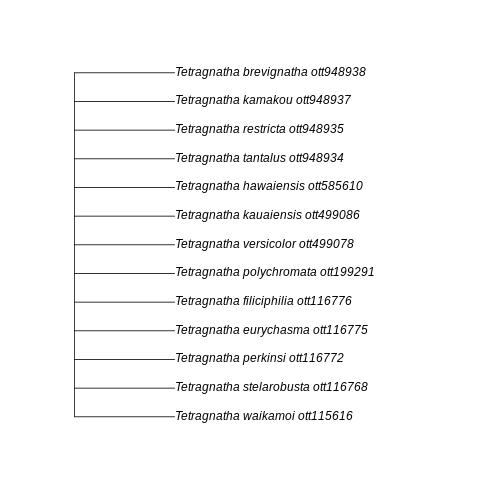 Tetragnatha brevignatha ott948938
Tetragnatha kamakou ott948937
Tetragnatha restricta ott948935
Tetragnatha tantalus ott948934
Tetragnatha hawaiensis ott585610
Tetragnatha kauaiensis ott499086
Tetragnatha versicolor ott499078
Tetragnatha polychromata ott199291
Tetragnatha filiciphilia ott116776
Tetragnatha eurychasma ott116775
Tetragnatha perkinsi ott116772
Tetragnatha stelarobusta ott116768
Tetragnatha waikamoi ott115616